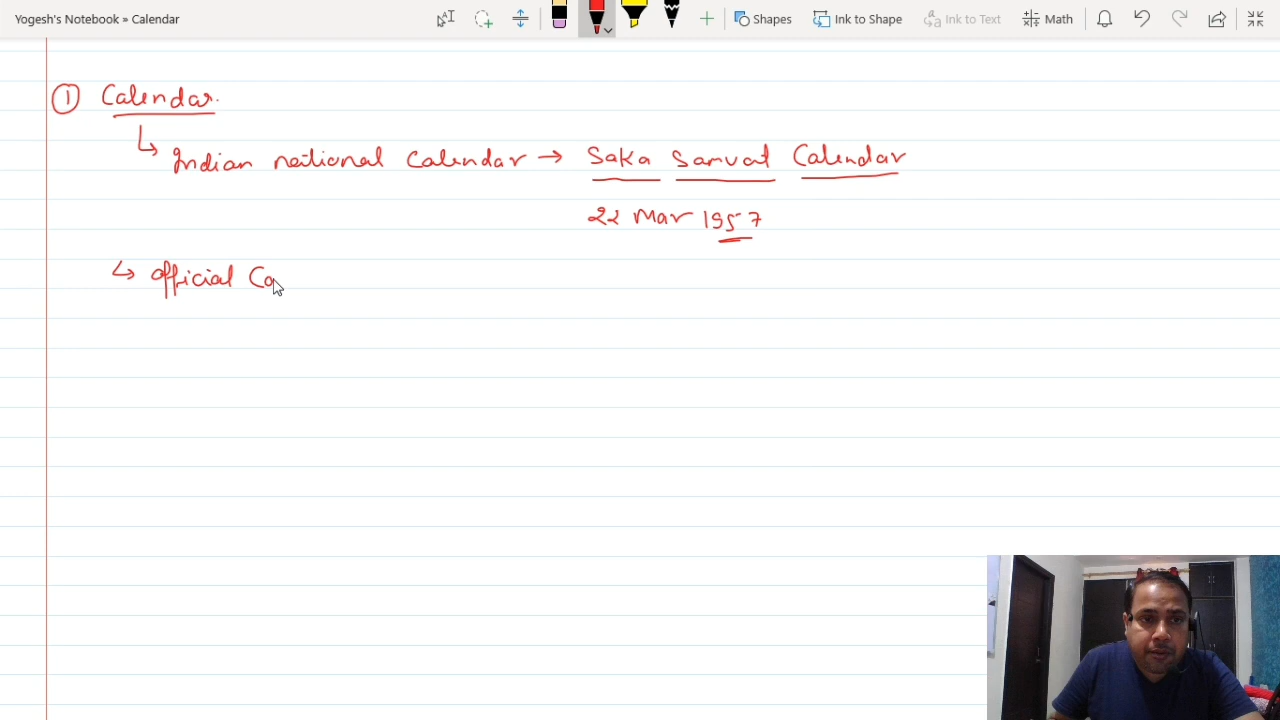 Yogesh's Notebook » Calendar
Shapes
Ink to Shape
Ink to Text
Math
① Calendar.
↳ Indian national Calendar → Saka Samvat Calendar
22 Mar 1957
↳ official Ca